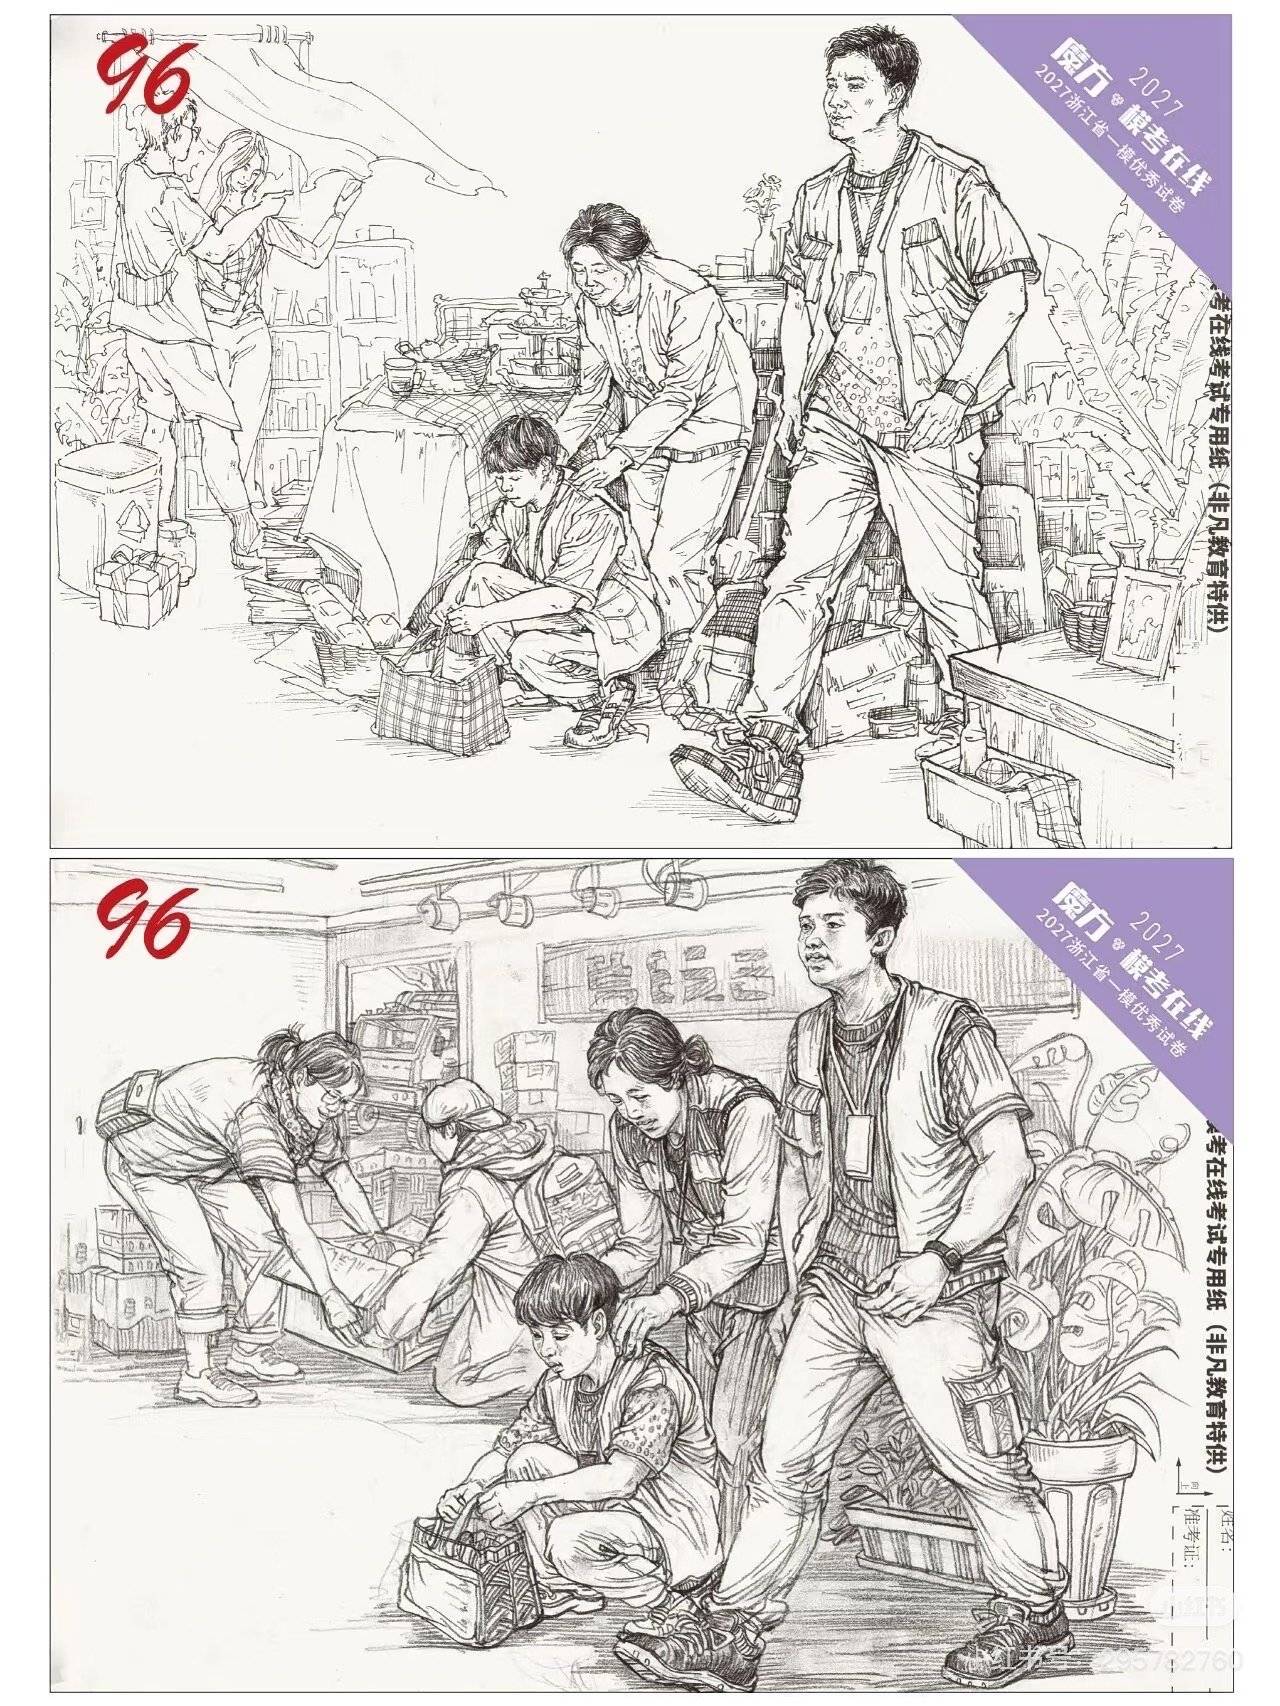 96
2027
魔方 模考在线
2027浙江省一模优秀试卷
考在线考试专用纸（非凡教育特供）
96
2027
魔方 模考在线
2027浙江省一模优秀试卷
模考在线考试专用纸（非凡教育特供）
向上
姓名：
准考证：